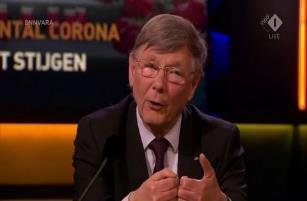 BNNVARA
NTAL CORONA
T STIJGEN
1
LIVE